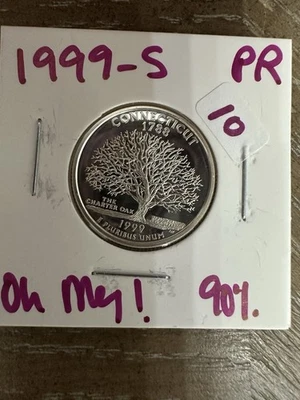 1999-S PR
10
CONNECTICUT
1788
THE
CHARTER OAK
1999
E PLURIBUS UNUM
Oh My! 90%.